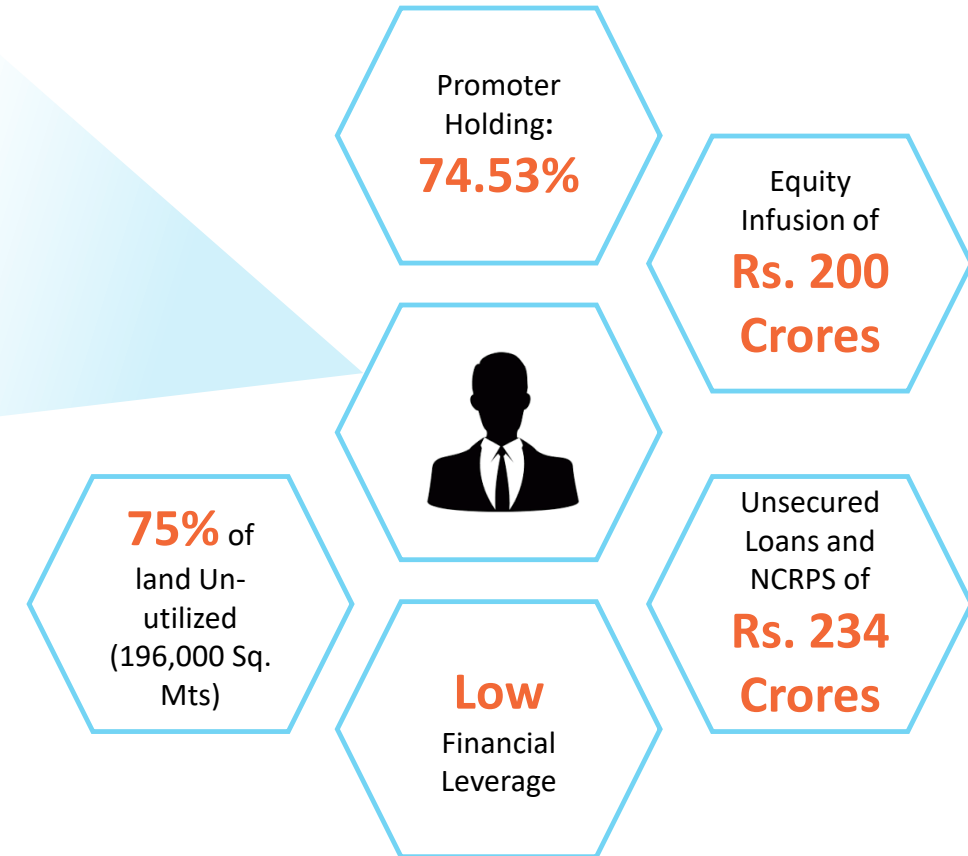 Promoter
Holding:
74.53%
Equity
Infusion of
Rs. 200
Crores
75% of
land Un-
utilized
(196,000 Sq.
Mts)
Unsecured
Loans and
NCRPS of
Rs. 234
Crores
Low
Financial
Leverage